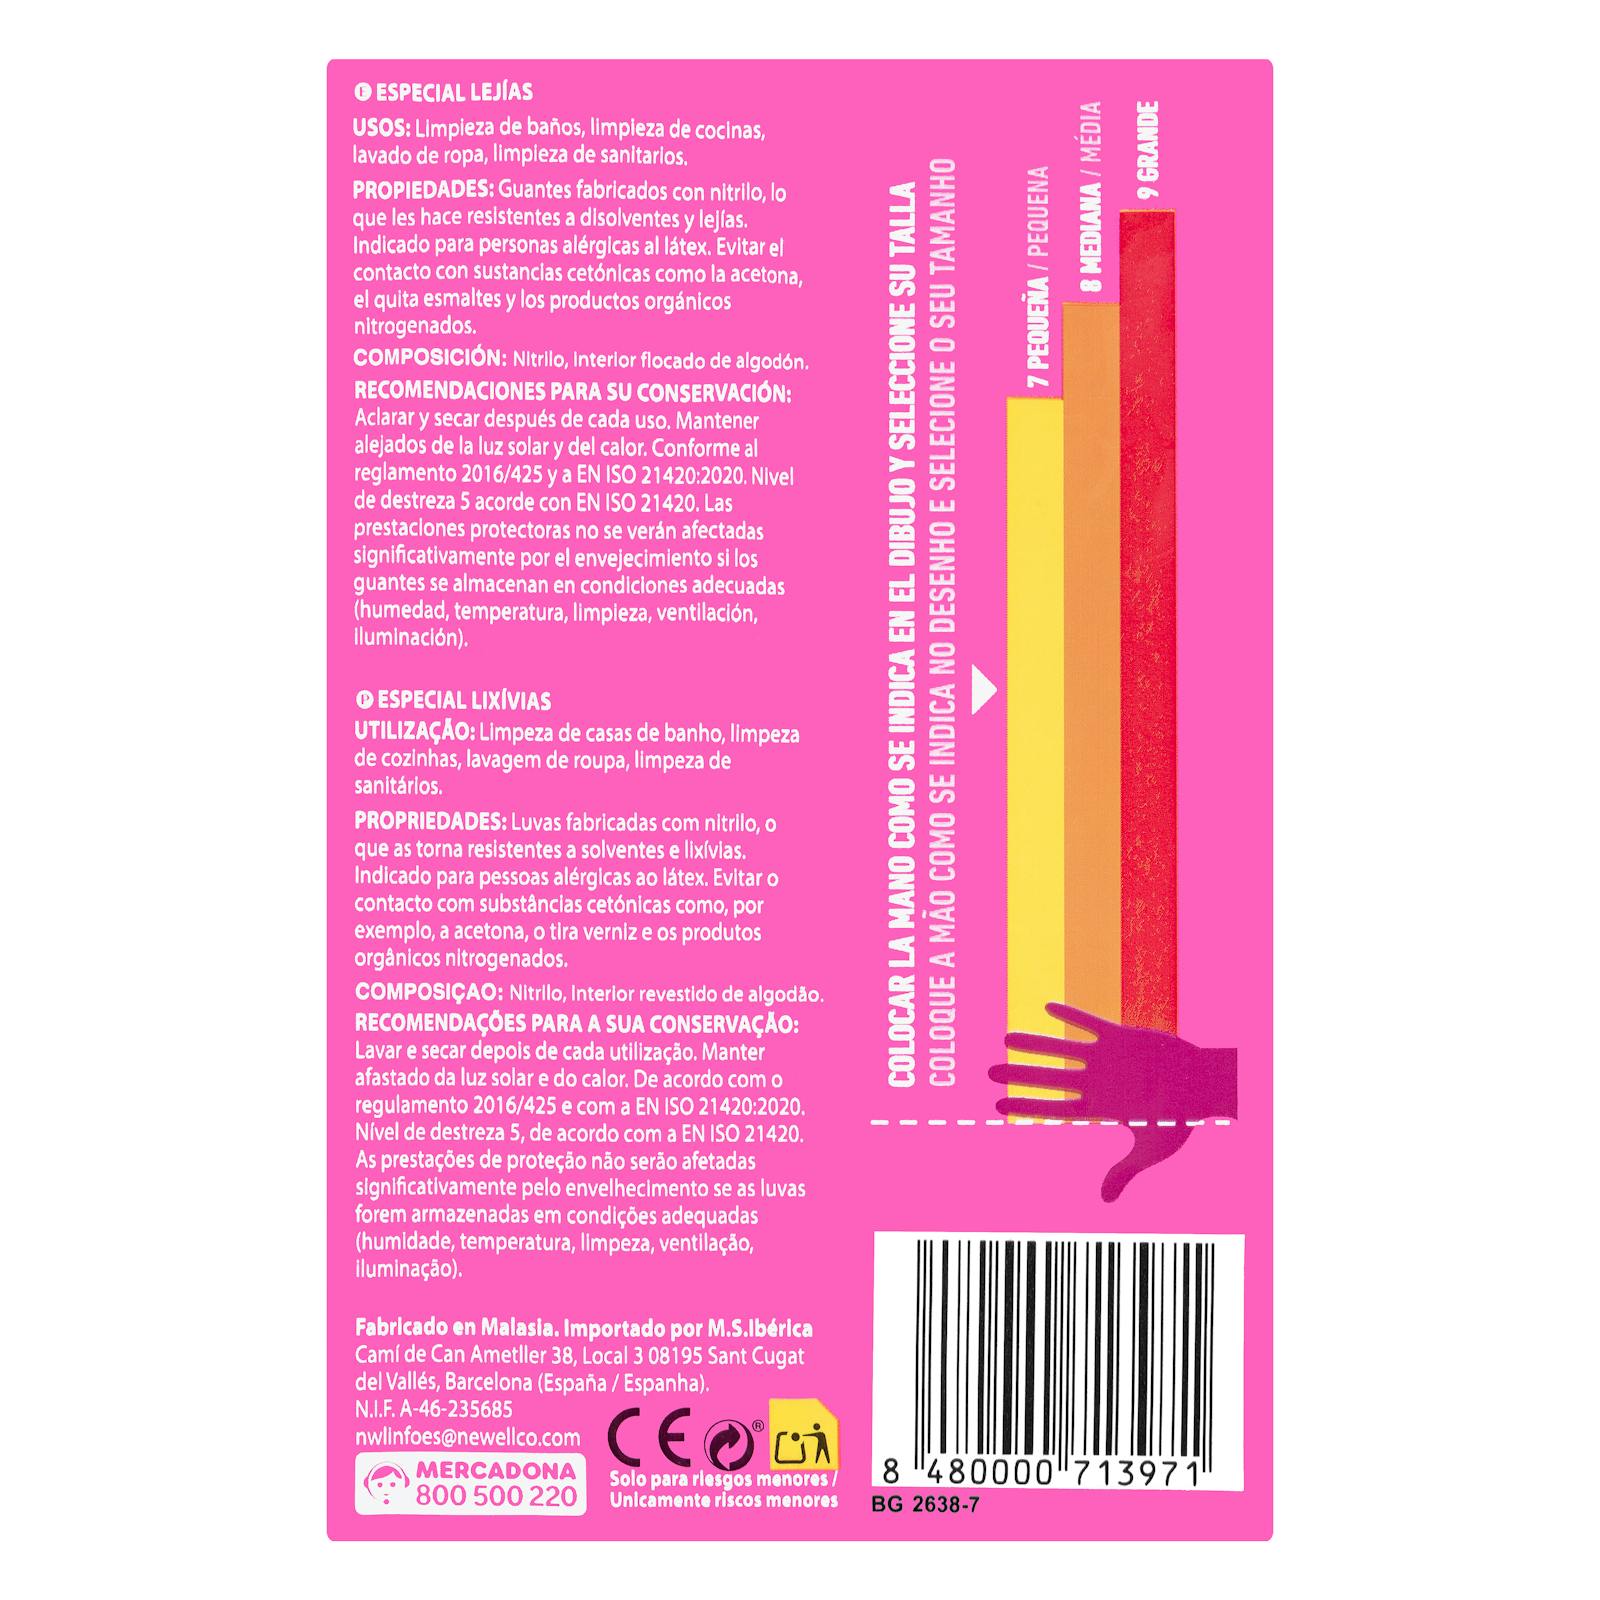 E ESPECIAL LEJÍAS
USOS: Limpieza de baños, limpieza de cocinas,
lavado de ropa, limpieza de sanitarios.
PROPIEDADES: Guantes fabricados con nitrilo, lo
que les hace resistentes a disolventes y lejías.
Indicado para personas alérgicas al látex. Evitar el
contacto con sustancias cetónicas como la acetona,
el quita esmaltes y los productos orgánicos
nitrogenados.
COMPOSICIÓN: Nitrilo, interior flocado de algodón.
RECOMENDACIONES PARA SU CONSERVACIÓN:
Aclarar y secar después de cada uso. Mantener
alejados de la luz solar y del calor. Conforme al
reglamento 2016/425 y a EN ISO 21420:2020. Nivel
de destreza 5 acorde con EN ISO 21420. Las
prestaciones protectoras no se verán afectadas
significativamente por el envejecimiento si los
guantes se almacenan en condiciones adecuadas
(humedad, temperatura, limpieza, ventilación,
iluminación).
P ESPECIAL LIXÍVIAS
UTILIZAÇÃO: Limpeza de casas de banho, limpeza
de cozinhas, lavagem de roupa, limpeza de
sanitários.
PROPRIEDADES: Luvas fabricadas com nitrilo, o
que as torna resistentes a solventes e lixívias.
Indicado para pessoas alérgicas ao látex. Evitar o
contacto com substâncias cetónicas como, por
exemplo, a acetona, o tira verniz e os produtos
orgânicos nitrogenados.
COMPOSIÇAO: Nitrilo, interior revestido de algodão.
RECOMENDAÇÕES PARA A SUA CONSERVAÇÃO:
Lavar e secar depois de cada utilização. Manter
afastado da luz solar e do calor. De acordo com o
regulamento 2016/425 e com a EN ISO 21420:2020.
Nível de destreza 5, de acordo com a EN ISO 21420.
As prestações de proteção não serão afetadas
significativamente pelo envelhecimento se as luvas
forem armazenadas em condições adequadas
(humidade, temperatura, limpeza, ventilação,
iluminação).
Fabricado en Malasia. Importado por M.S.Ibérica
Camí de Can Ametller 38, Local 3 08195 Sant Cugat
del Vallés, Barcelona (España / Espanha).
N.I.F. A-46-235685
nwlinfoes@newellco.com
MERCADONA
800 500 220
CE
®
Solo para riesgos menores /
Unicamente riscos menores
COLOCAR LA MANO COMO SE INDICA EN EL DIBUJO Y SELECCIONE SU TALLA
COLOQUE A MÃO COMO SE INDICA NO DESENHO E SELECIONE O SEU TAMANHO
7 PEQUEÑA / PEQUENA
8 MEDIANA / MÉDIA
9 GRANDE
8 480000 713971
BG 2638-7